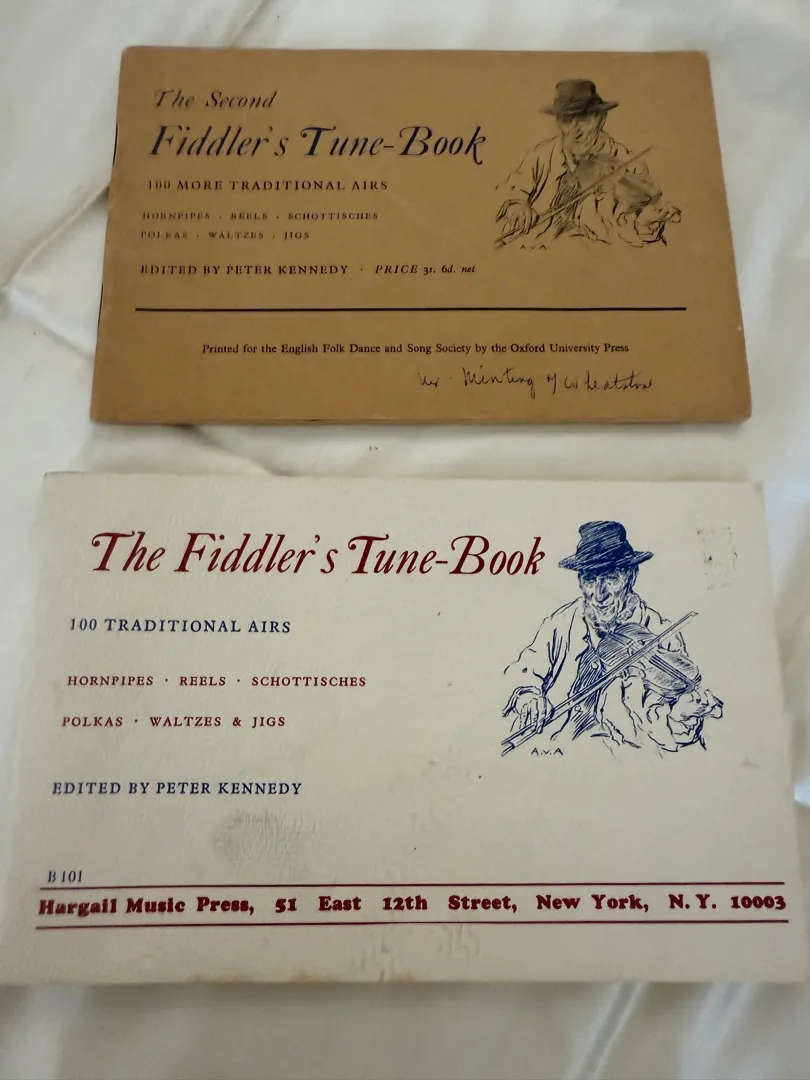 The Second
Fiddler's Tune-Book
100 MORE TRADITIONAL AIRS
HORNPIPES · REELS · SCHOTTISCHES
POLKAS · WALTZES · JIGS
EDITED BY PETER KENNEDY · PRICE 3s. 6d. net
A.V.A
Printed for the English Folk Dance and Song Society by the Oxford University Press
Minting of Wheatstone
The Fiddler's Tune-Book
100 TRADITIONAL AIRS
HORNPIPES · REELS · SCHOTTISCHES
POLKAS · WALTZES & JIGS
A.V.A
EDITED BY PETER KENNEDY
B 101
Hargail Music Press, 51 East 12th Street, New York, N.Y. 10003